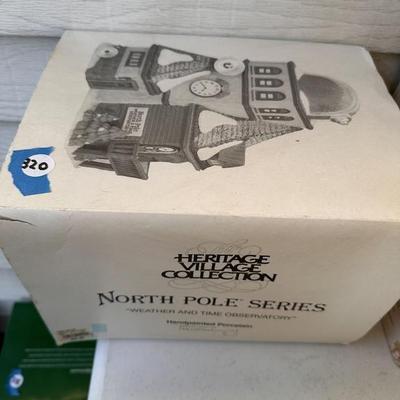 320
HERITAGE
VILLAGE
COLLECTION
NORTH POLE SERIES
"WEATHER AND TIME OBSERVATORY"
Handpainted Porcelain